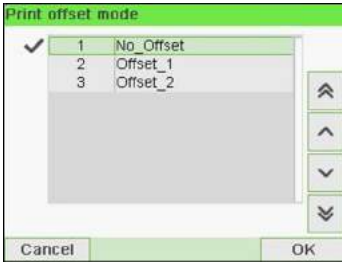 Print offset mode
1 No_Offset
2 Offset_1
3 Offset_2
Cancel OK